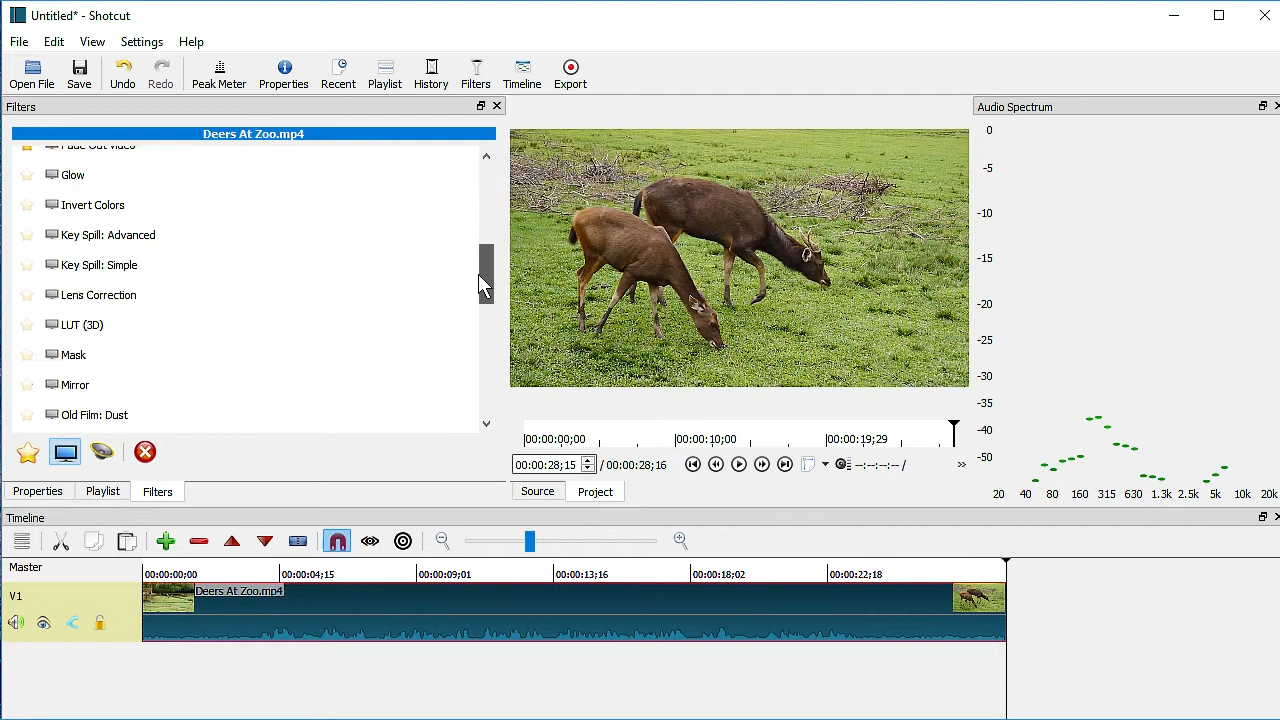 Untitled* - Shotcut
File Edit View Settings Help
Open File Save Undo Redo Peak Meter Properties Recent Playlist History Filters Timeline Export
Filters
Deers At Zoo.mp4
Fade Out Video
Glow
Invert Colors
Key Spill: Advanced
Key Spill: Simple
Lens Correction
LUT (3D)
Mask
Mirror
Old Film: Dust
Properties Playlist Filters
00:00:00;00 00:00:10;00 00:00:19;29
00:00:28;15 / 00:00:28;16 --:--:--:-- /
Source Project
Audio Spectrum
0
-5
-10
-15
-20
-25
-30
-35
-40
-50
20 40 80 160 315 630 1.3k 2.5k 5k 10k 20k
Timeline
Master
00:00:00;00 00:00:04;15 00:00:09;01 00:00:13;16 00:00:18;02 00:00:22;18
V1
Deers At Zoo.mp4